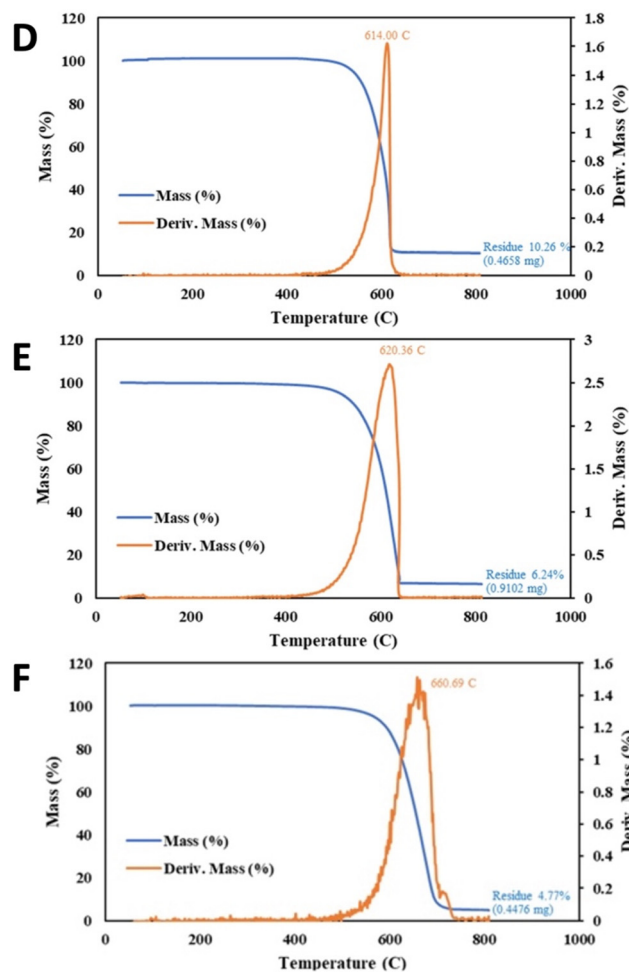 D
614.00 C
120
100
80
60
40
20
0
Mass (%)
Mass (%)
Deriv. Mass (%)
1.8
1.6
1.4
1.2
1
0.8
0.6
0.4
0.2
0
Deriv. Mass (%)
Residue 10.26 %
(0.4658 mg)
0 200 400 600 800 1000
Temperature (C)
E
620.36 C
120
100
80
60
40
20
0
Mass (%)
Mass (%)
Deriv. Mass (%)
3
2.5
2
1.5
1
0.5
0
Deriv. Mass (%)
Residue 6.24%
(0.9102 mg)
0 200 400 600 800 1000
Temperature (C)
F
660.69 C
120
100
80
60
40
20
0
Mass (%)
Mass (%)
Deriv. Mass (%)
1.6
1.4
1.2
1
0.8
0.6
0.4
0.2
0
Deriv. Mass (%)
Residue 4.77%
(0.4476 mg)
0 200 400 600 800 1000
Temperature (C)